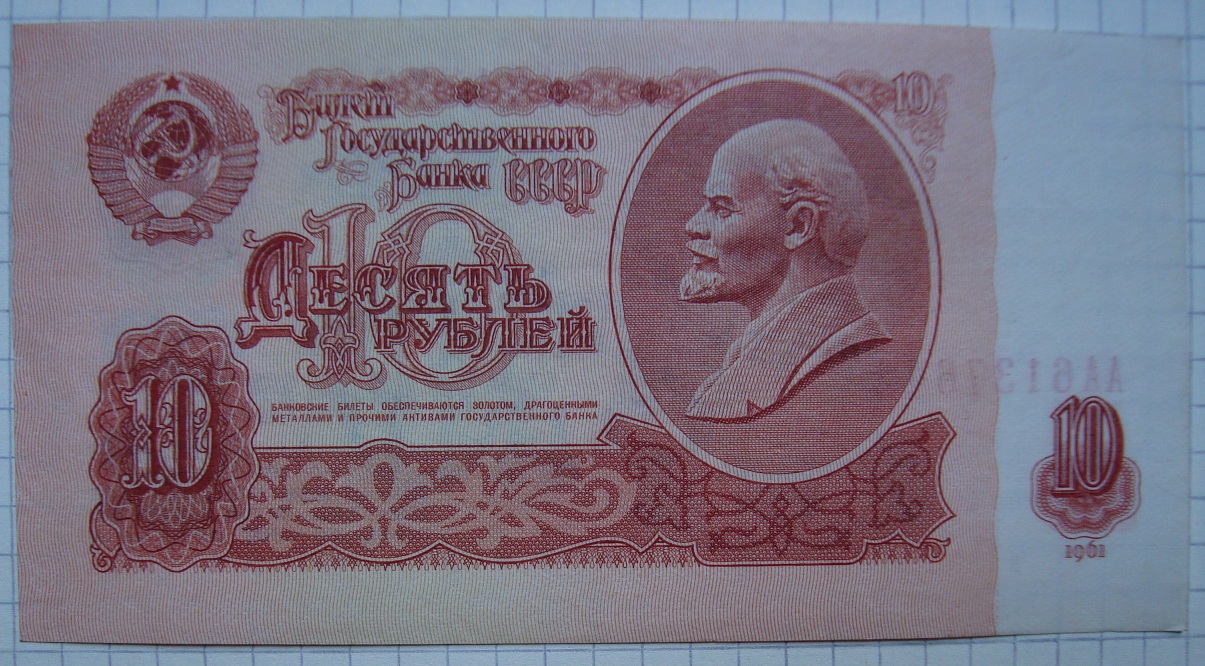 Билет
Государственного
Банка СССР
10
10
Десять
рублей
БАНКОВСКИЕ БИЛЕТЫ ОБЕСПЕЧИВАЮТСЯ ЗОЛОТОМ, ДРАГОЦЕННЫМИ
МЕТАЛЛАМИ И ПРОЧИМИ АКТИВАМИ ГОСУДАРСТВЕННОГО БАНКА
10
10
1961